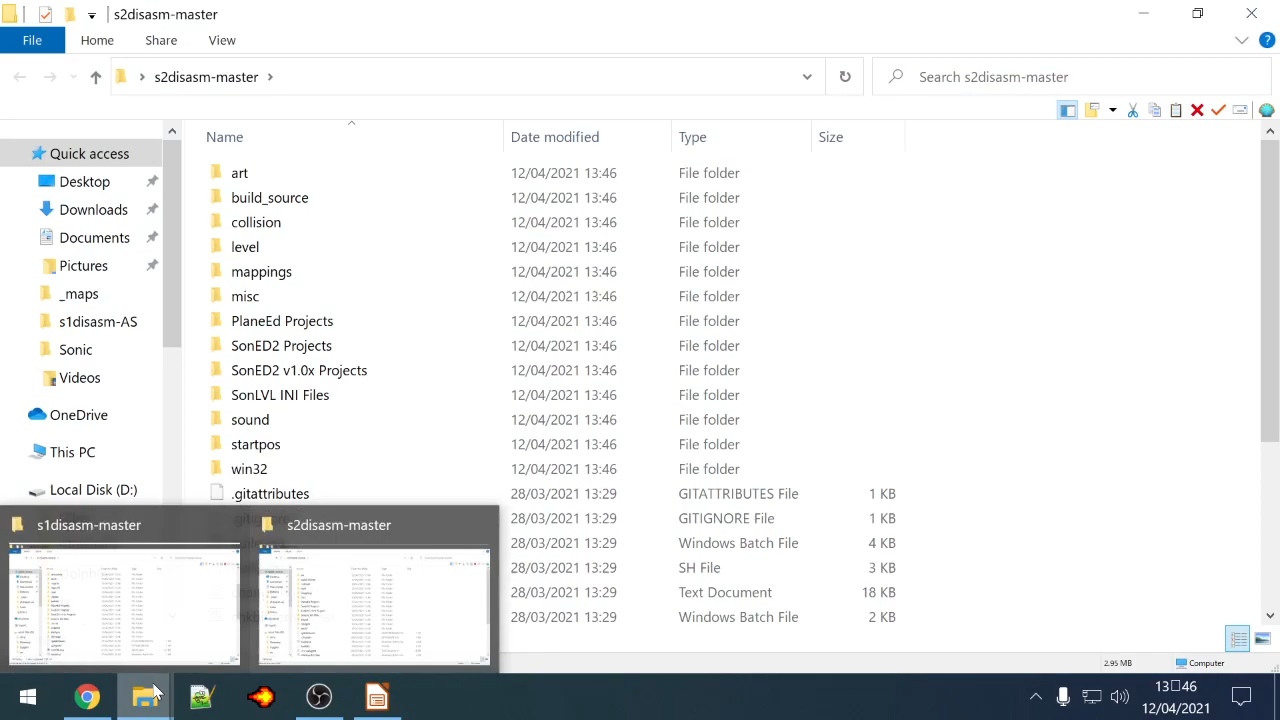 s2disasm-master
File Home Share View
s2disasm-master
Search s2disasm-master
Name Date modified Type Size
Quick access
Desktop
Downloads
Documents
Pictures
_maps
s1disasm-AS
Sonic
Videos
OneDrive
This PC
Local Disk (D:)
art 12/04/2021 13:46 File folder
build_source 12/04/2021 13:46 File folder
collision 12/04/2021 13:46 File folder
level 12/04/2021 13:46 File folder
mappings 12/04/2021 13:46 File folder
misc 12/04/2021 13:46 File folder
PlaneEd Projects 12/04/2021 13:46 File folder
SonED2 Projects 12/04/2021 13:46 File folder
SonED2 v1.0x Projects 12/04/2021 13:46 File folder
SonLVL INI Files 12/04/2021 13:46 File folder
sound 12/04/2021 13:46 File folder
startpos 12/04/2021 13:46 File folder
win32 12/04/2021 13:46 File folder
.gitattributes 28/03/2021 13:29 GITATTRIBUTES File 1 KB
28/03/2021 13:29 GITIGNORE File 1 KB
28/03/2021 13:29 Windows Batch File 4 KB
28/03/2021 13:29 SH File 3 KB
28/03/2021 13:29 Text Document 18 KB
28/03/2021 13:29 Windows Batch File 2 KB
s1disasm-master s2disasm-master
2.95 MB Computer
13□46
12/04/2021